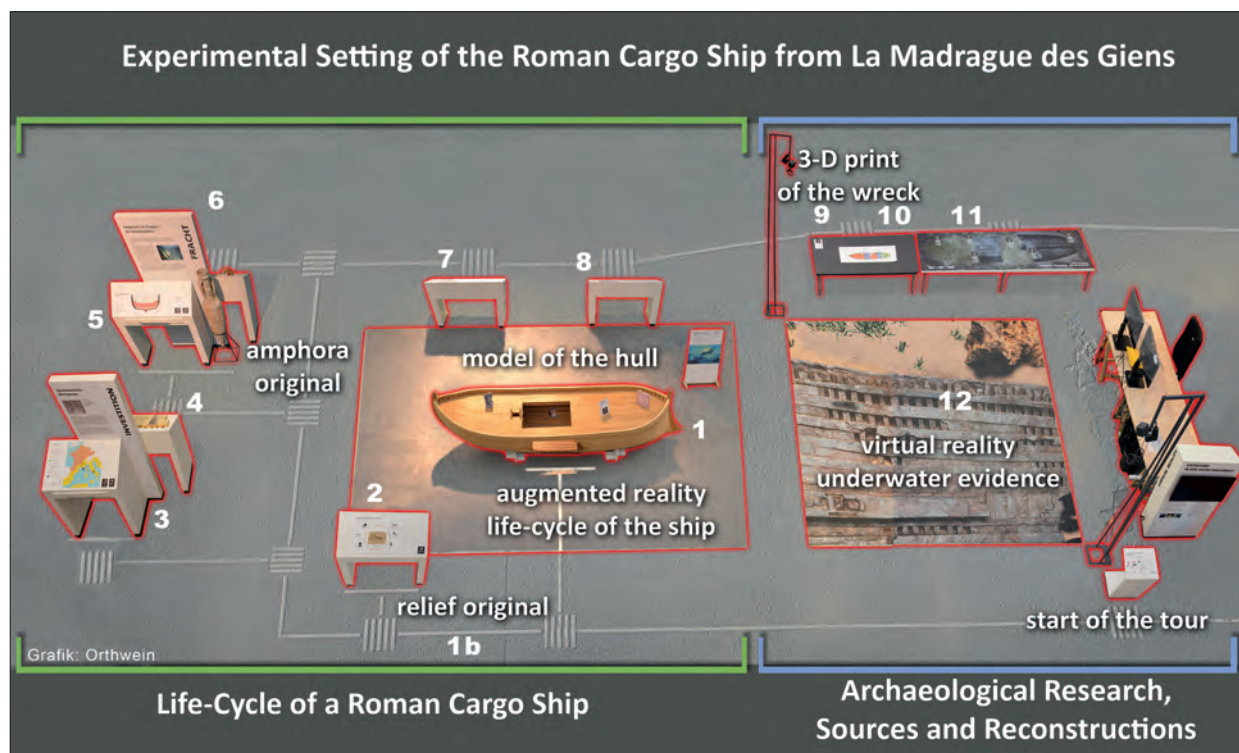 Experimental Setting of the Roman Cargo Ship from La Madrague des Giens
3-D print
of the wreck
6
9
10
11
FRACHT
7
8
5
amphora
original
model of the hull
INVESTITION
4
12
1
virtual reality
underwater evidence
augmented reality
life-cycle of the ship
2
3
relief original
start of the tour
1b
Grafik: Orthwein
Life-Cycle of a Roman Cargo Ship
Archaeological Research,
Sources and Reconstructions